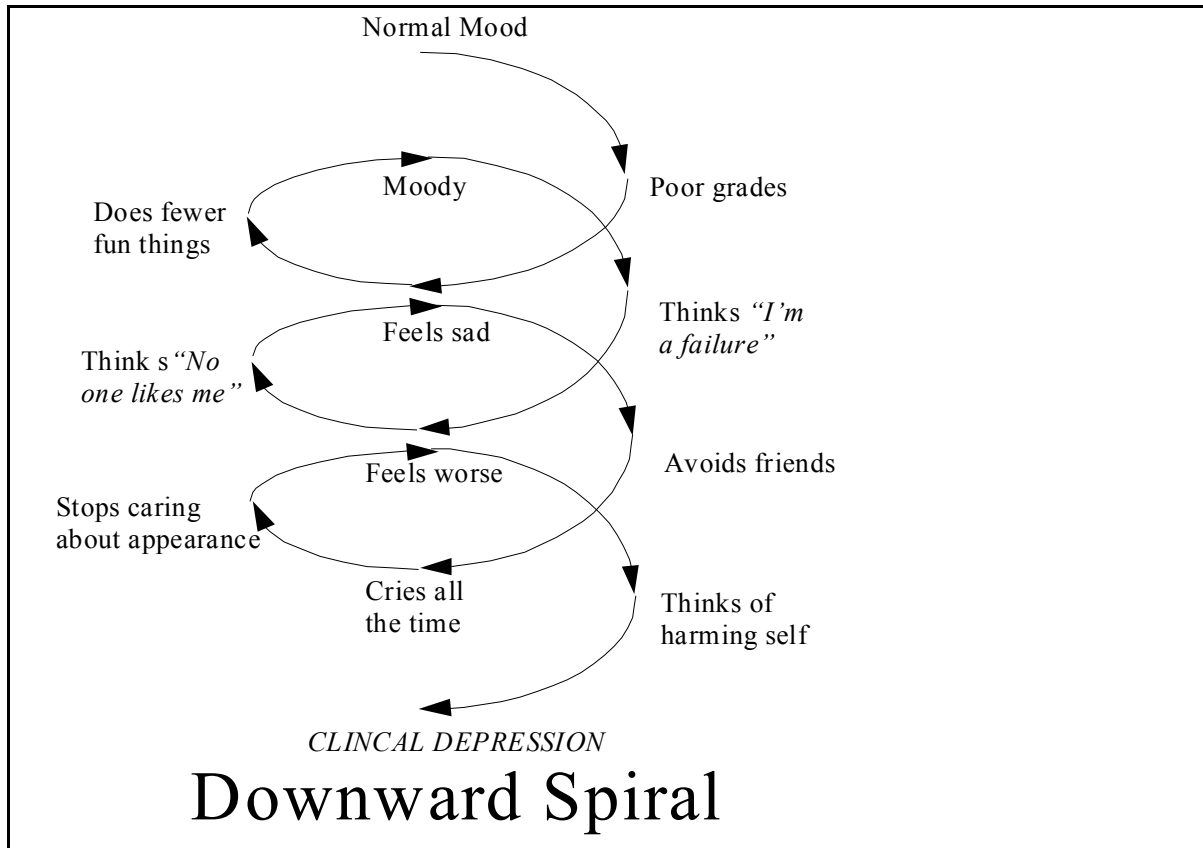 Normal Mood
Moody
Poor grades
Does fewer
fun things
Thinks “I’m
a failure”
Feels sad
Think s“No
one likes me”
Avoids friends
Feels worse
Stops caring
about appearance
Cries all
the time
Thinks of
harming self
CLINCAL DEPRESSION
Downward Spiral